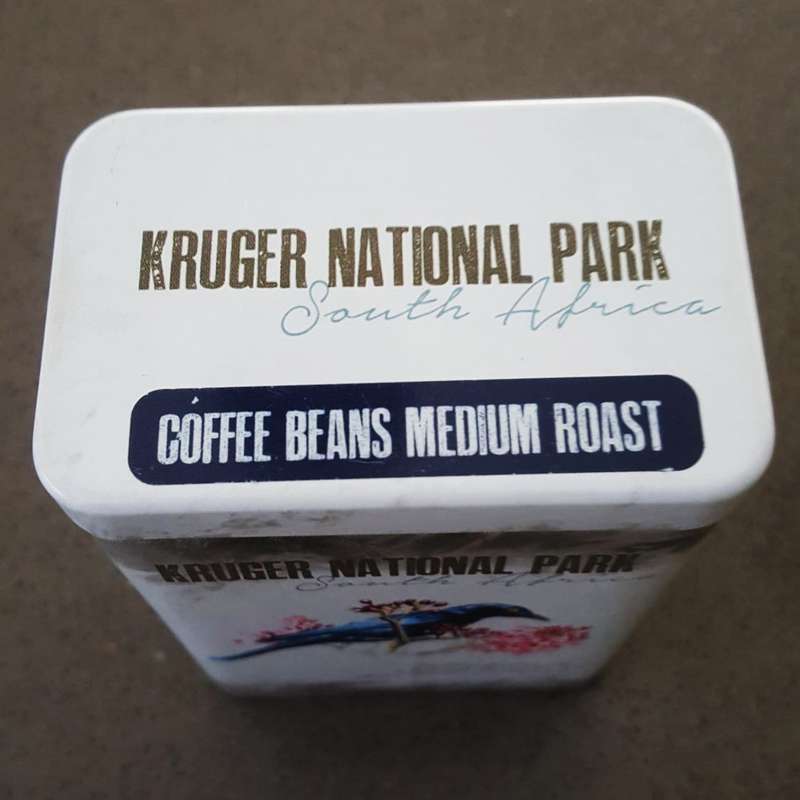 KRUGER NATIONAL PARK
South Africa
COFFEE BEANS MEDIUM ROAST
KRUGER NATIONAL PARK
South Africa